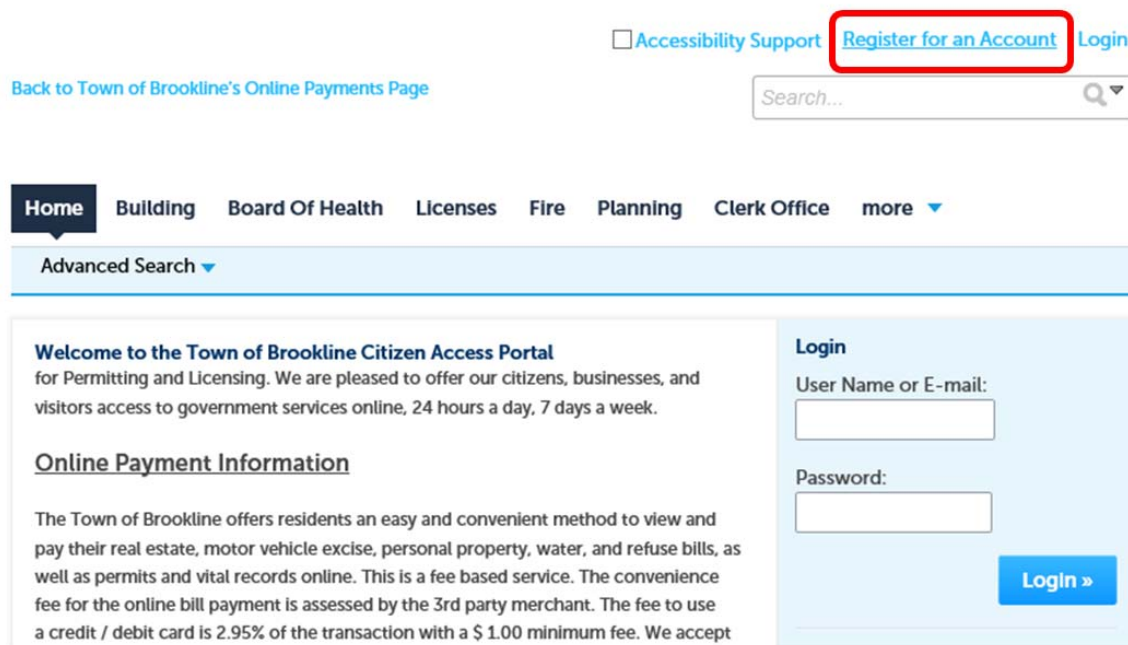 Accessibility Support Register for an Account Login
Back to Town of Brookline's Online Payments Page
Search...
Home Building Board Of Health Licenses Fire Planning Clerk Office more
Advanced Search
Welcome to the Town of Brookline Citizen Access Portal
for Permitting and Licensing. We are pleased to offer our citizens, businesses, and
visitors access to government services online, 24 hours a day, 7 days a week.
Online Payment Information
The Town of Brookline offers residents an easy and convenient method to view and
pay their real estate, motor vehicle excise, personal property, water, and refuse bills, as
well as permits and vital records online. This is a fee based service. The convenience
fee for the online bill payment is assessed by the 3rd party merchant. The fee to use
a credit / debit card is 2.95% of the transaction with a $ 1.00 minimum fee. We accept
Login
User Name or E-mail:
Password:
Login »